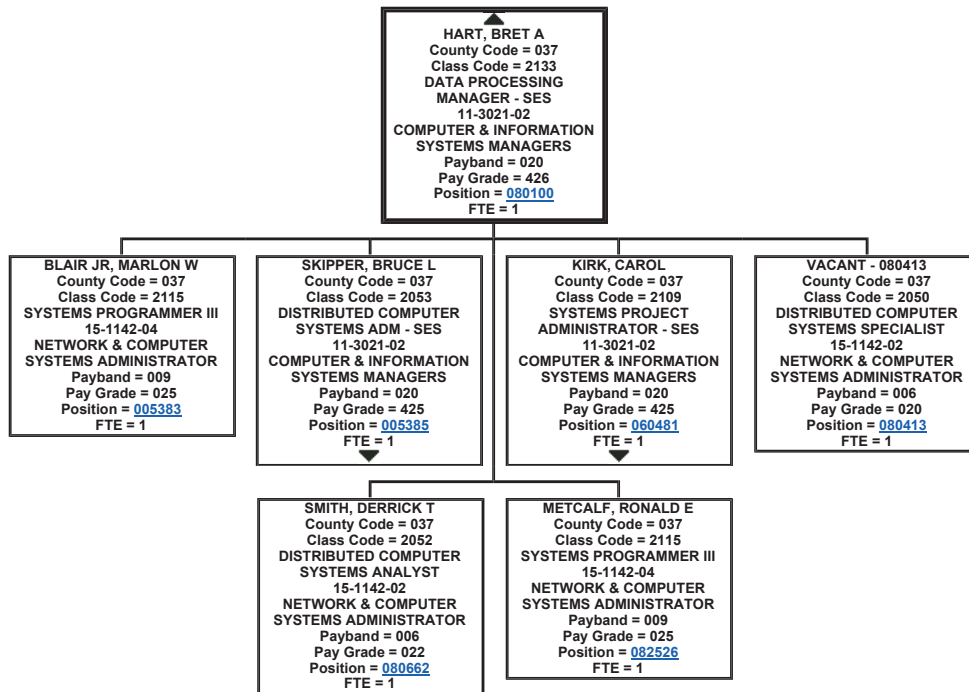 HART, BRET A
County Code = 037
Class Code = 2133
DATA PROCESSING
MANAGER - SES
11-3021-02
COMPUTER & INFORMATION
SYSTEMS MANAGERS
Payband = 020
Pay Grade = 426
Position = 080100
FTE = 1
BLAIR JR, MARLON W
County Code = 037
Class Code = 2115
SYSTEMS PROGRAMMER III
15-1142-04
NETWORK & COMPUTER
SYSTEMS ADMINISTRATOR
Payband = 009
Pay Grade = 025
Position = 005383
FTE = 1
SKIPPER, BRUCE L
County Code = 037
Class Code = 2053
DISTRIBUTED COMPUTER
SYSTEMS ADM - SES
11-3021-02
COMPUTER & INFORMATION
SYSTEMS MANAGERS
Payband = 020
Pay Grade = 425
Position = 005385
FTE = 1
KIRK, CAROL
County Code = 037
Class Code = 2109
SYSTEMS PROJECT
ADMINISTRATOR - SES
11-3021-02
COMPUTER & INFORMATION
SYSTEMS MANAGERS
Payband = 020
Pay Grade = 425
Position = 060481
FTE = 1
VACANT - 080413
County Code = 037
Class Code = 2050
DISTRIBUTED COMPUTER
SYSTEMS SPECIALIST
15-1142-02
NETWORK & COMPUTER
SYSTEMS ADMINISTRATOR
Payband = 006
Pay Grade = 020
Position = 080413
FTE = 1
SMITH, DERRICK T
County Code = 037
Class Code = 2052
DISTRIBUTED COMPUTER
SYSTEMS ANALYST
15-1142-02
NETWORK & COMPUTER
SYSTEMS ADMINISTRATOR
Payband = 006
Pay Grade = 022
Position = 080662
FTE = 1
METCALF, RONALD E
County Code = 037
Class Code = 2115
SYSTEMS PROGRAMMER III
15-1142-04
NETWORK & COMPUTER
SYSTEMS ADMINISTRATOR
Payband = 009
Pay Grade = 025
Position = 082526
FTE = 1